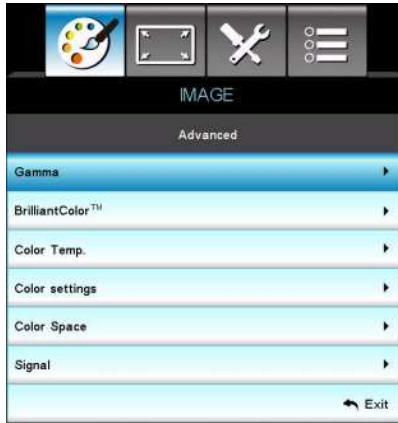 IMAGE
Advanced
Gamma
BrilliantColor™
Color Temp.
Color settings
Color Space
Signal
Exit